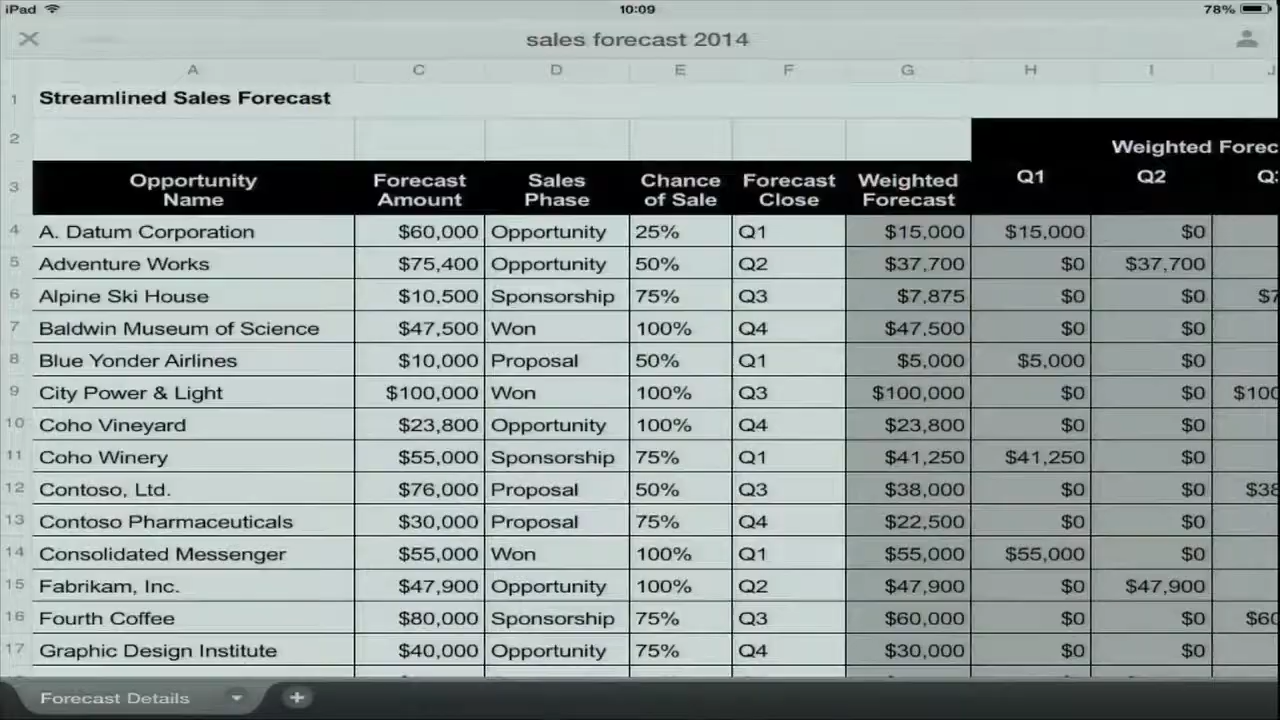 iPad 10:09 78%
sales forecast 2014
A C D E F G H I J
1 Streamlined Sales Forecast
2 Weighted Forec
3 Opportunity Name Forecast Amount Sales Phase Chance of Sale Forecast Close Weighted Forecast Q1 Q2 Q3
4 A. Datum Corporation $60,000 Opportunity 25% Q1 $15,000 $15,000 $0
5 Adventure Works $75,400 Opportunity 50% Q2 $37,700 $0 $37,700
6 Alpine Ski House $10,500 Sponsorship 75% Q3 $7,875 $0 $0 $7
7 Baldwin Museum of Science $47,500 Won 100% Q4 $47,500 $0 $0
8 Blue Yonder Airlines $10,000 Proposal 50% Q1 $5,000 $5,000 $0
9 City Power & Light $100,000 Won 100% Q3 $100,000 $0 $0 $100
10 Coho Vineyard $23,800 Opportunity 100% Q4 $23,800 $0 $0
11 Coho Winery $55,000 Sponsorship 75% Q1 $41,250 $41,250 $0
12 Contoso, Ltd. $76,000 Proposal 50% Q3 $38,000 $0 $0 $38
13 Contoso Pharmaceuticals $30,000 Proposal 75% Q4 $22,500 $0 $0
14 Consolidated Messenger $55,000 Won 100% Q1 $55,000 $55,000 $0
15 Fabrikam, Inc. $47,900 Opportunity 100% Q2 $47,900 $0 $47,900
16 Fourth Coffee $80,000 Sponsorship 75% Q3 $60,000 $0 $0 $60
17 Graphic Design Institute $40,000 Opportunity 75% Q4 $30,000 $0 $0
Forecast Details +